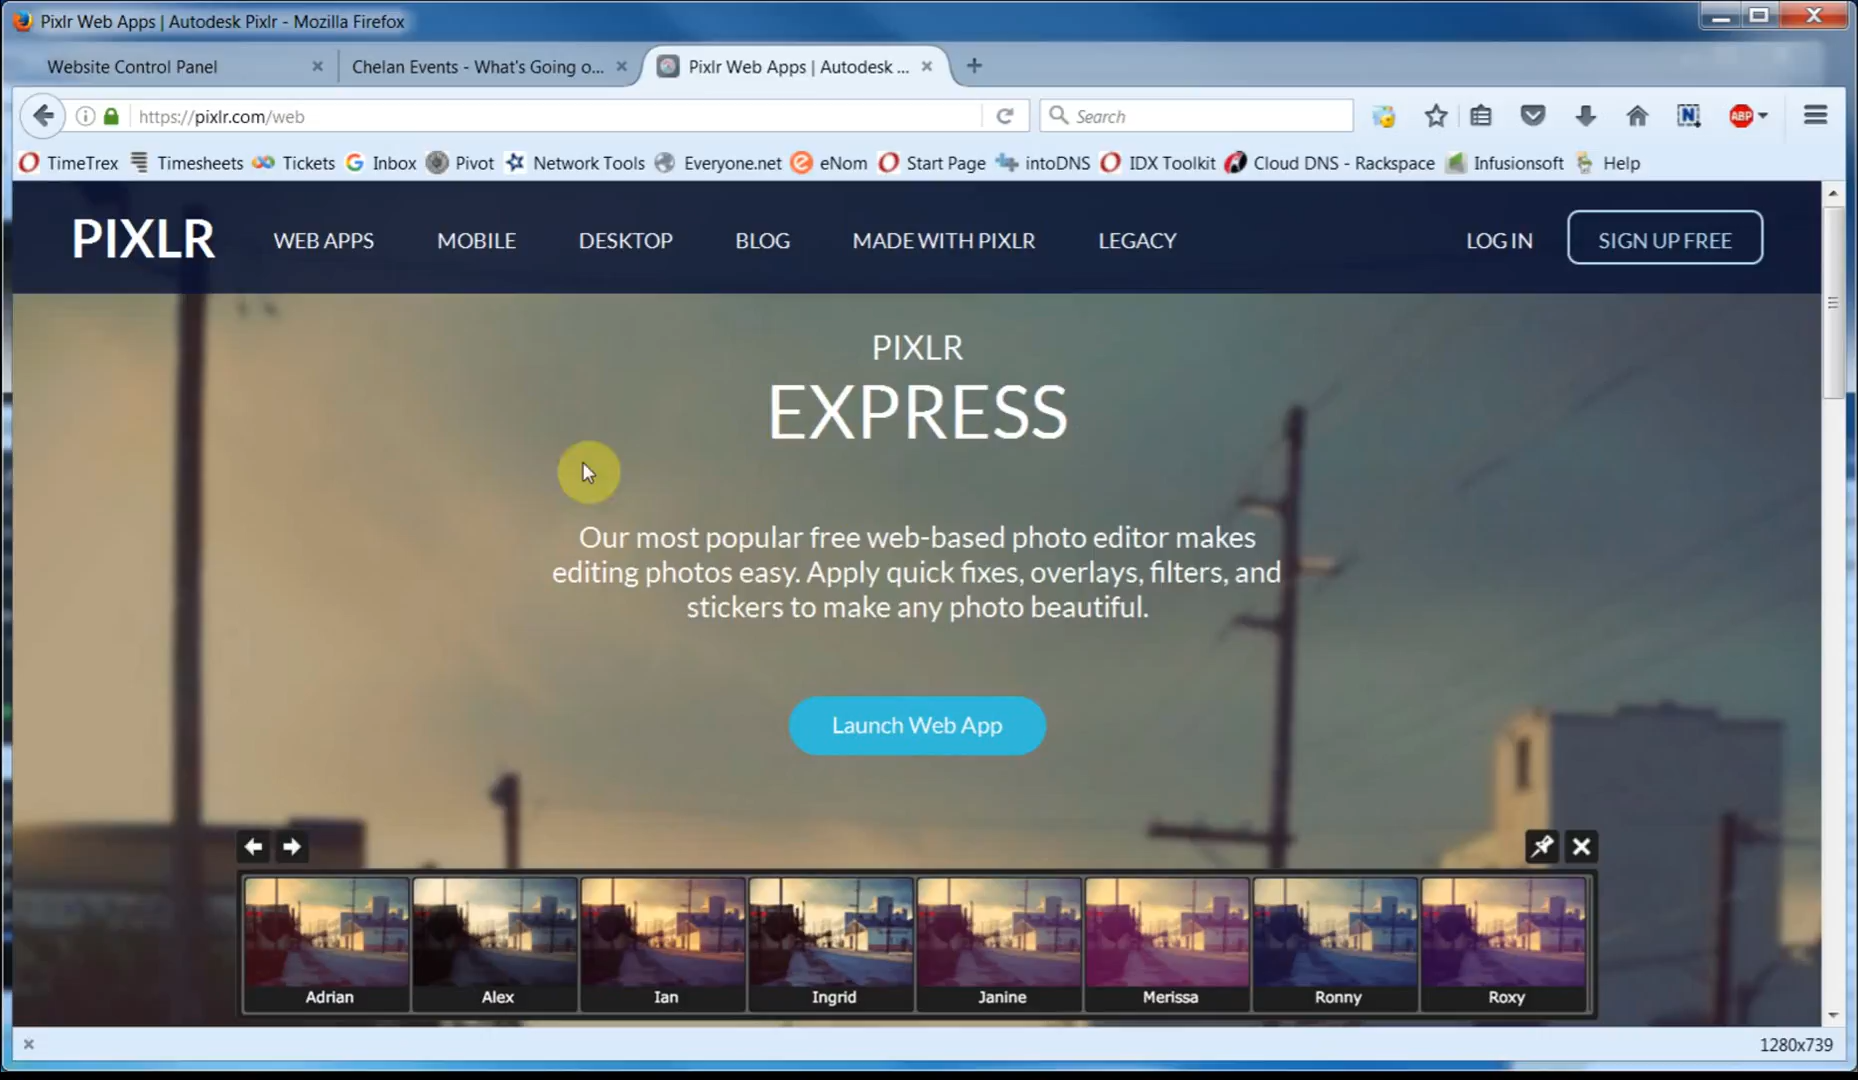 Pixlr Web Apps | Autodesk Pixlr - Mozilla Firefox
Website Control Panel
Chelan Events - What's Going o...
Pixlr Web Apps | Autodesk ...
https://pixlr.com/web
Search
ABP
TimeTrex
Timesheets
Tickets
Inbox
Pivot
Network Tools
Everyone.net
eNom
Start Page
intoDNS
IDX Toolkit
Cloud DNS - Rackspace
Infusionsoft
Help
PIXLR
WEB APPS
MOBILE
DESKTOP
BLOG
MADE WITH PIXLR
LEGACY
LOG IN
SIGN UP FREE
PIXLR
EXPRESS
Our most popular free web-based photo editor makes
editing photos easy. Apply quick fixes, overlays, filters, and
stickers to make any photo beautiful.
Launch Web App
Adrian
Alex
Ian
Ingrid
Janine
Merissa
Ronny
Roxy
1280x739